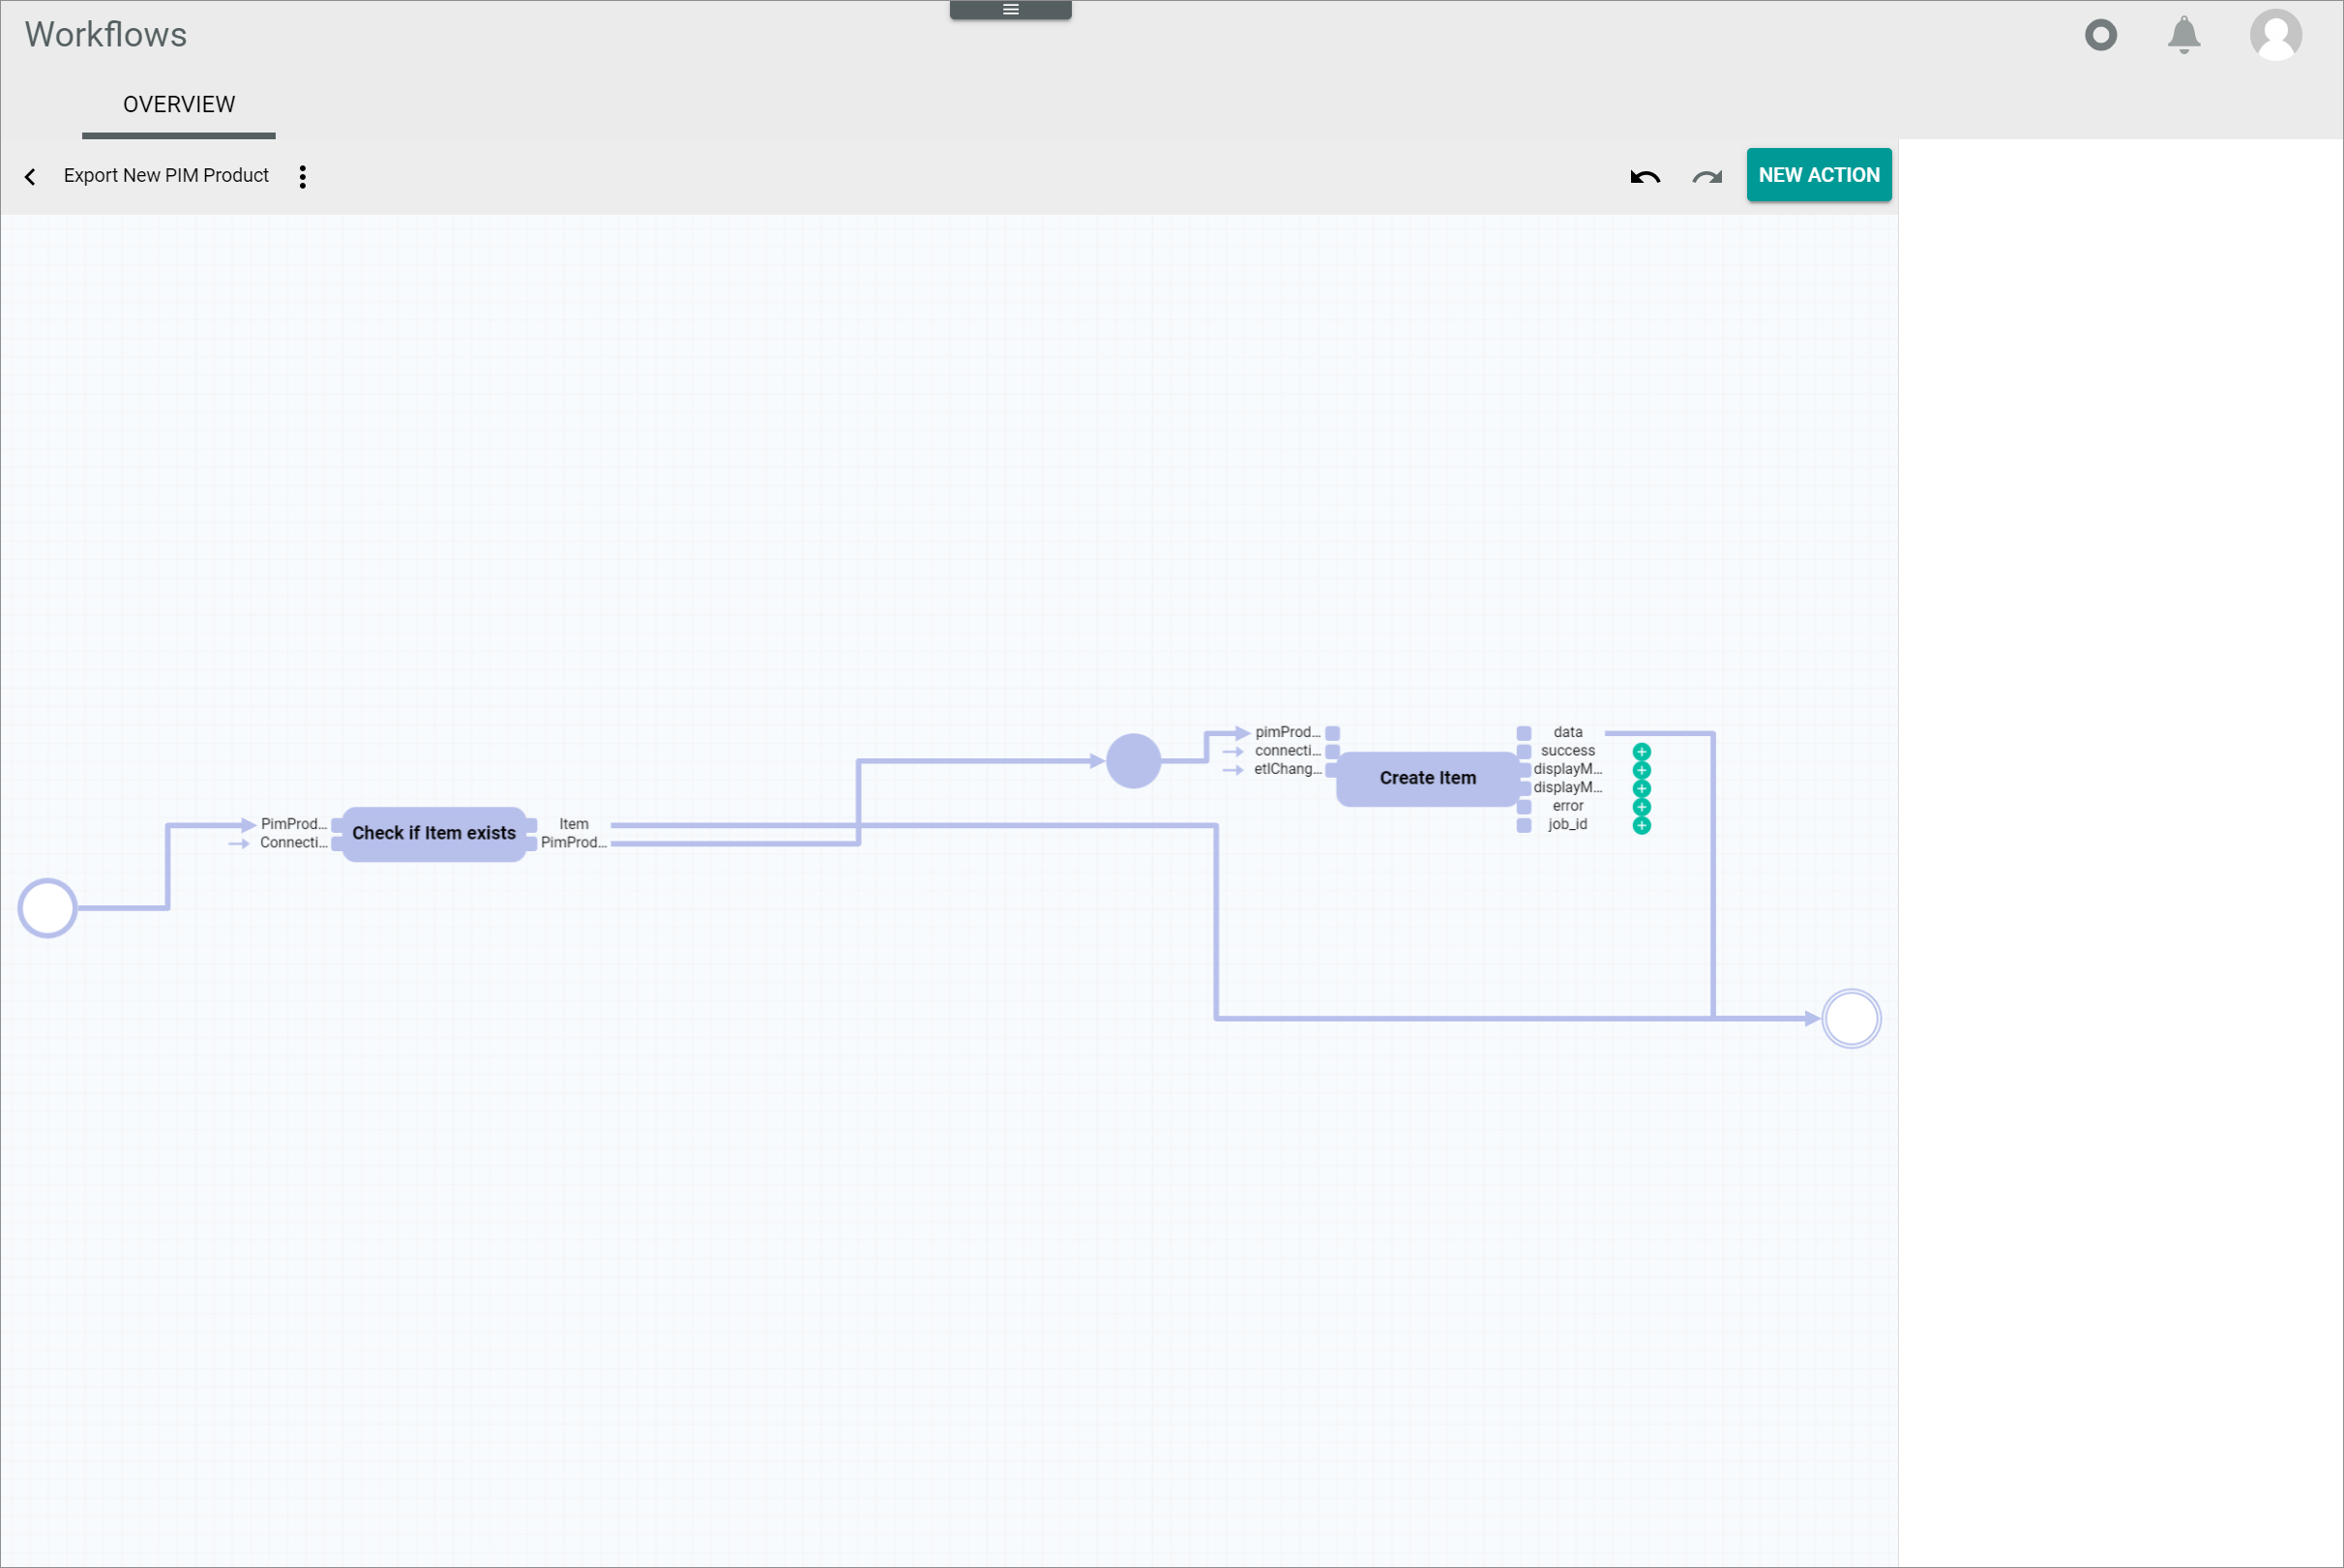 Workflows
OVERVIEW
Export New PIM Product
NEW ACTION
pimProd...
connecti...
etlChang...
Create Item
data
success
displayM...
displayM...
error
job_id
PimProd...
Connecti...
Check if Item exists
Item
PimProd...